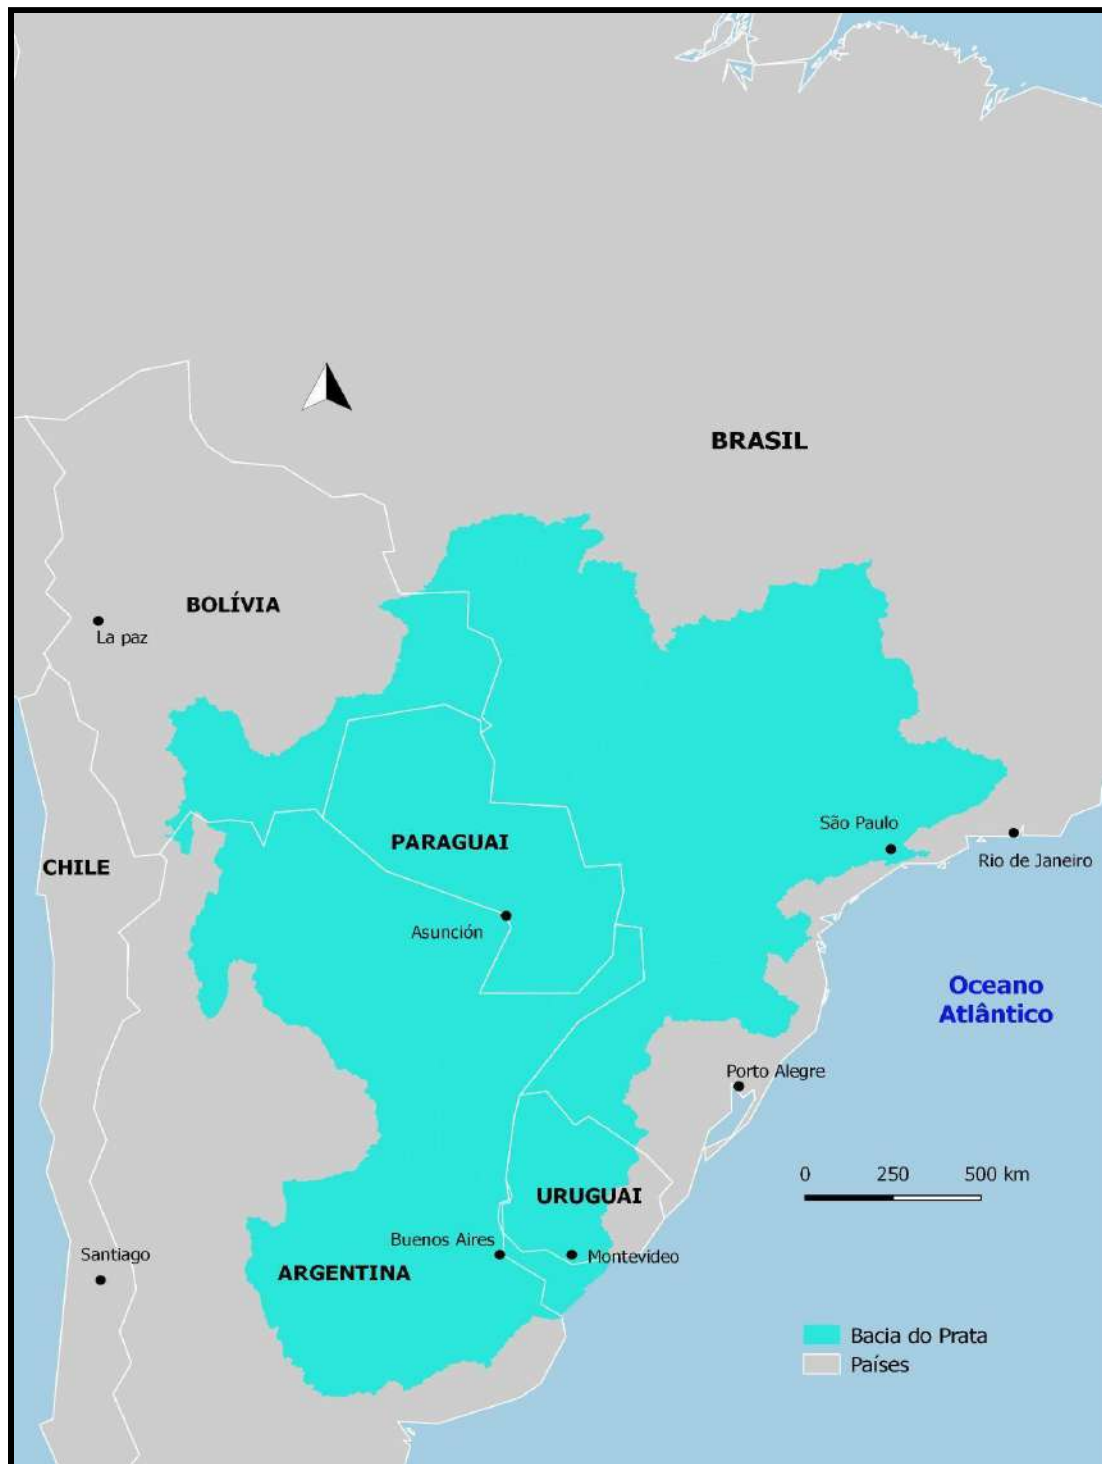 BRASIL
BOLÍVIA
La paz
São Paulo
PARAGUAI
Rio de Janeiro
CHILE
Asunción
Oceano
Atlântico
Porto Alegre
0 250 500 km
URUGUAI
Buenos Aires
Santiago
Montevideo
ARGENTINA
Bacia do Prata
Países